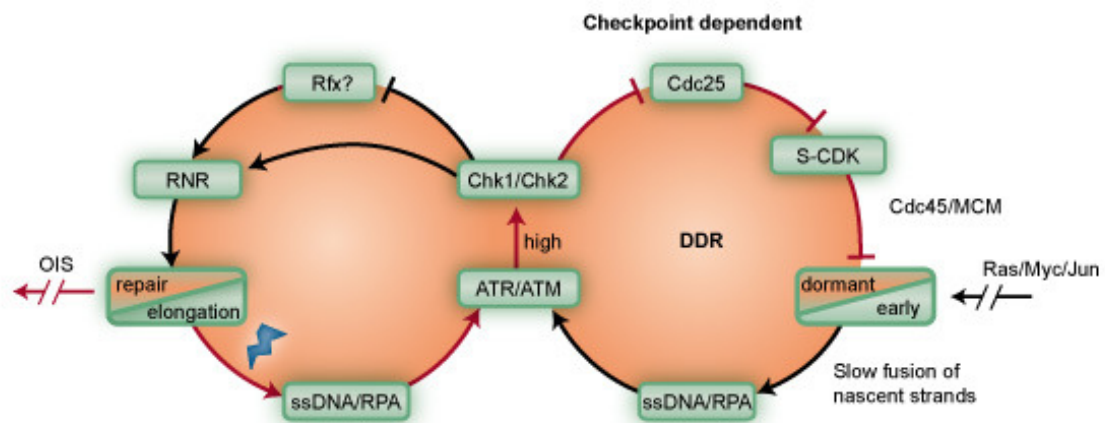 Checkpoint dependent
Rfx?
Cdc25
S-CDK
RNR
Chk1/Chk2
Cdc45/MCM
high
DDR
OIS
repair
elongation
ATR/ATM
dormant
early
Ras/Myc/Jun
ssDNA/RPA
ssDNA/RPA
Slow fusion of
nascent strands